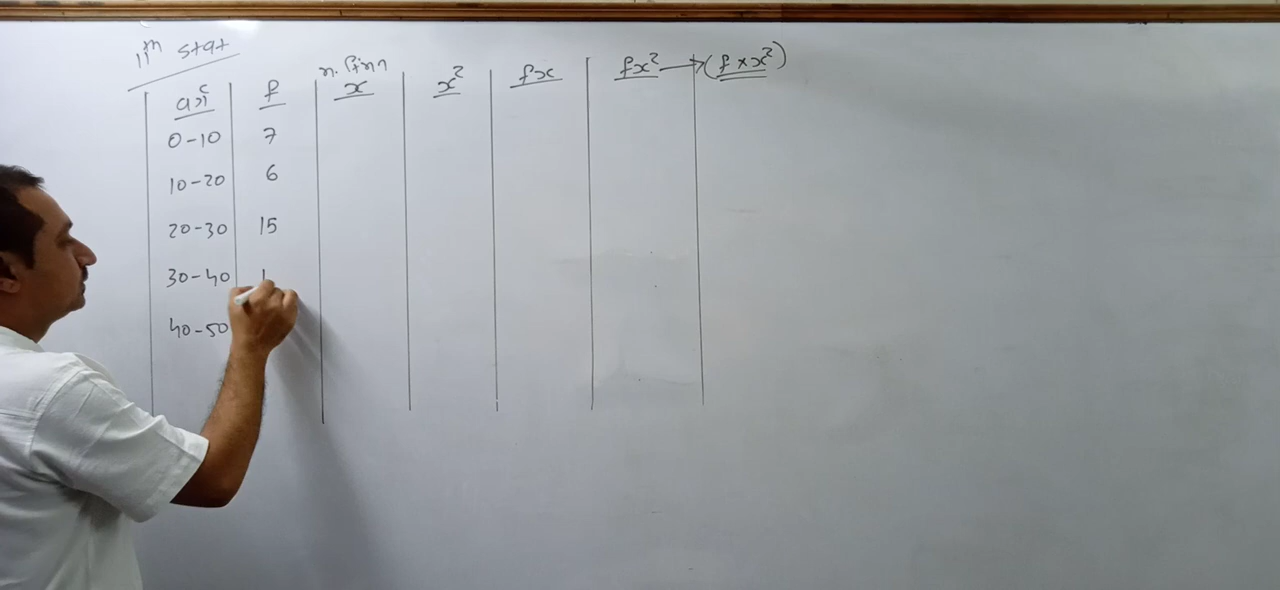 11th stat
f x x² fx fx² → (f × x²)
0-10 7
10-20 6
20-30 15
30-40 1
40-50